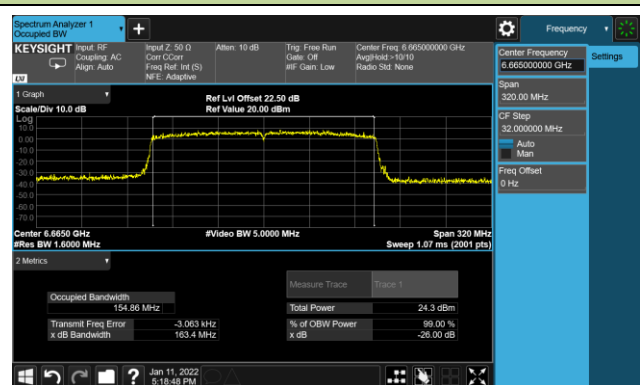 Spectrum Analyzer 1
Occupied BW
+
Frequency
KEYSIGHT
Input: RF
Coupling: AC
Align: Auto
Input Z: 50 Ω
Corr CCorr
Freq Ref: Int (S)
NFE: Adaptive
Atten: 10 dB
Trig: Free Run
Gate: Off
#IF Gain: Low
Center Freq: 6.665000000 GHz
Avg|Hold:>10/10
Radio Std: None
LXI
Center Frequency
6.665000000 GHz
Settings
Span
320.00 MHz
CF Step
32.000000 MHz
Auto
Man
Freq Offset
0 Hz
1 Graph
Scale/Div 10.0 dB
Ref Lvl Offset 22.50 dB
Ref Value 20.00 dBm
Log
10.0
0.00
-10.0
-20.0
-30.0
-40.0
-50.0
-60.0
-70.0
Center 6.6650 GHz
#Res BW 1.6000 MHz
#Video BW 5.0000 MHz
Span 320 MHz
Sweep 1.07 ms (2001 pts)
2 Metrics
Measure Trace
Trace 1
Occupied Bandwidth
154.86 MHz
Total Power
24.3 dBm
Transmit Freq Error
-3.063 kHz
% of OBW Power
99.00 %
x dB Bandwidth
163.4 MHz
x dB
-26.00 dB
?
Jan 11, 2022
5:18:48 PM